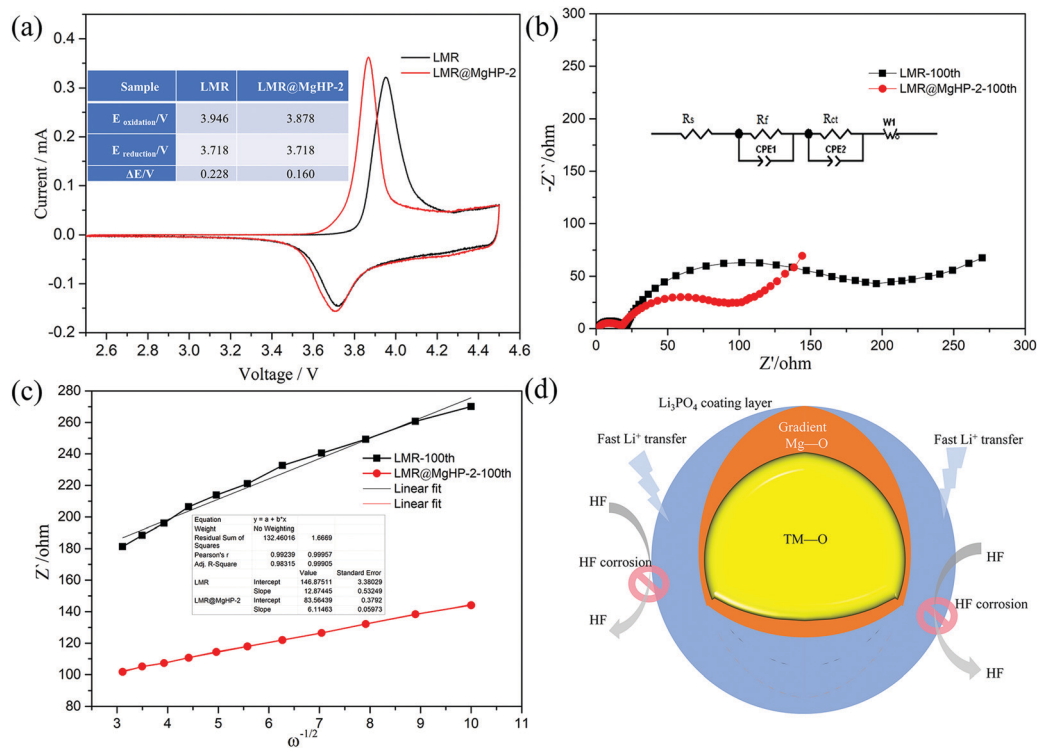 (a)
0.4
0.3
0.2
0.1
0.0
-0.1
-0.2
Current / mA
2.6 2.8 3.0 3.2 3.4 3.6 3.8 4.0 4.2 4.4 4.6
Voltage / V
LMR
LMR@MgHP-2
Sample LMR LMR@MgHP-2
E oxidation/V 3.946 3.878
E reduction/V 3.718 3.718
ΔE/V 0.228 0.160
(b)
-300
-250
-200
-150
-100
-50
0
-Z``/ohm
0 50 100 150 200 250 300
Z'/ohm
LMR-100th
LMR@MgHP-2-100th
Rs Rf Rct W1
CPE1 CPE2
(c)
280
260
240
220
200
180
160
140
120
100
80
Z`/ohm
3 4 5 6 7 8 9 10
ω-1/2
LMR-100th
LMR@MgHP-2-100th
Linear fit
Linear fit
Equation y = a + b*x
Weight No Weighting
Residual Sum of Squares 132.46016 1.6669
Pearson's r 0.99239 0.99957
Adj. R-Square 0.98315 0.99905
Value Standard Error
LMR Intercept 146.87511 3.38029
Slope 12.87445 0.53249
LMR@MgHP-2 Intercept 83.56439 0.3792
Slope 6.11463 0.05973
(d)
Li3PO4 coating layer
Gradient
Mg—O
Fast Li+ transfer
Fast Li+ transfer
HF
HF
TM—O
HF corrosion
HF corrosion
HF
HF